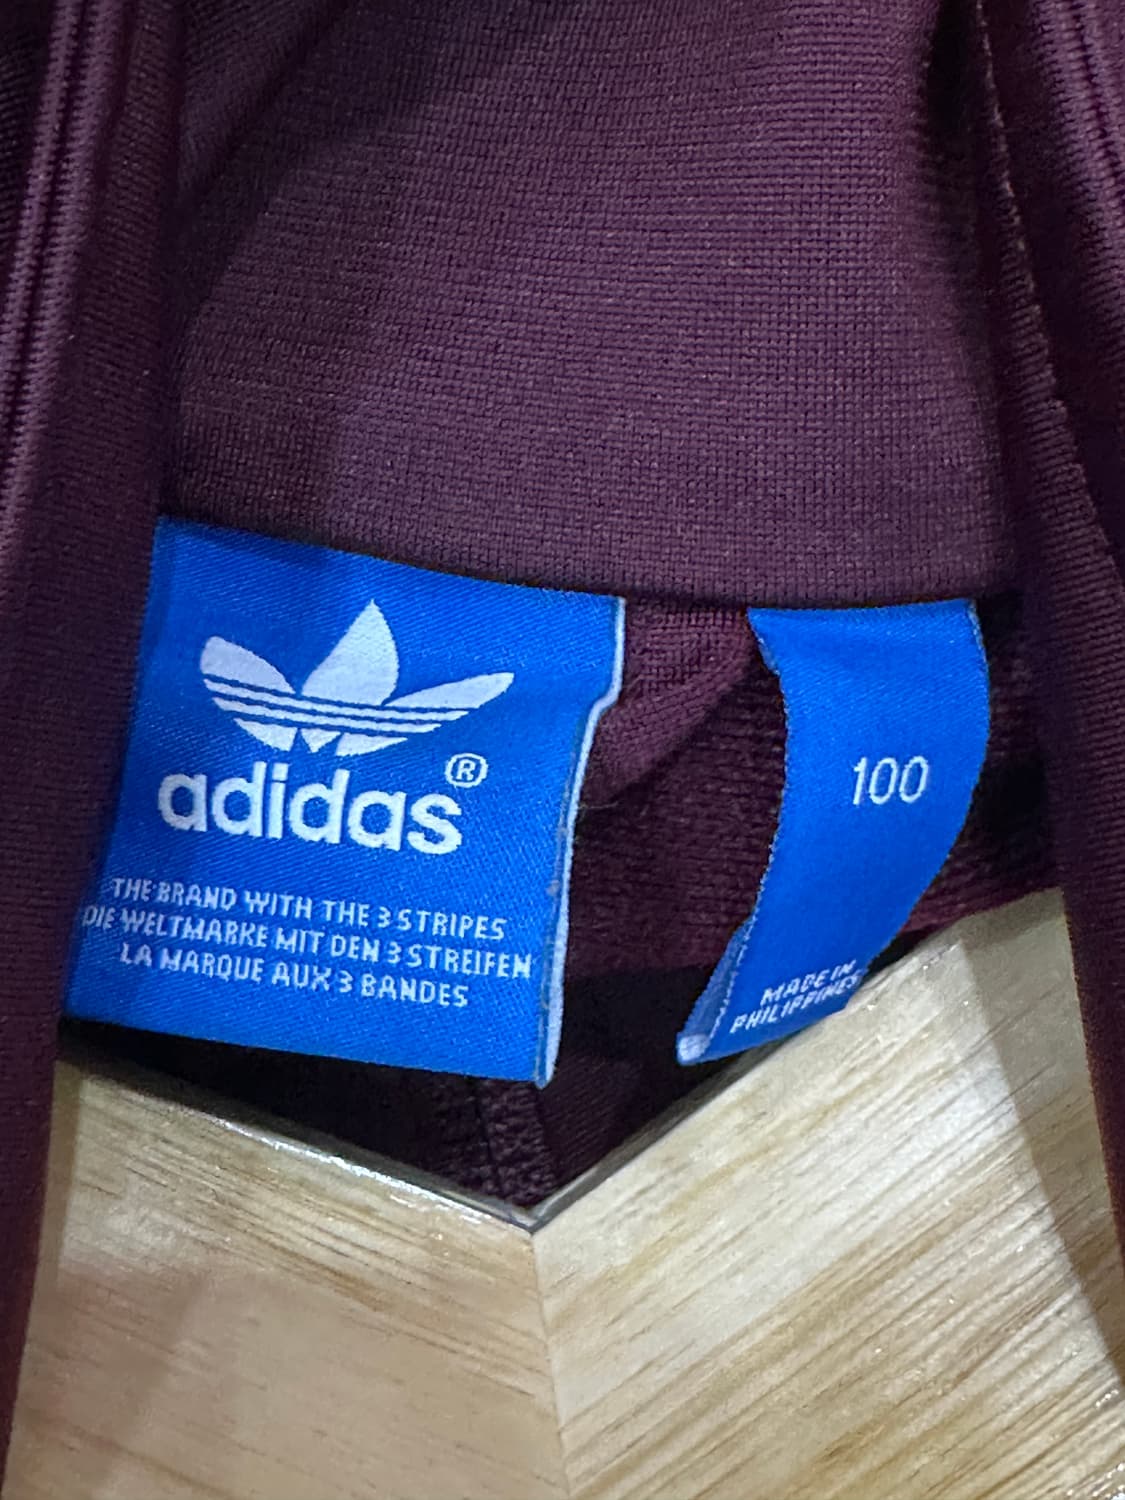 adidas®
THE BRAND WITH THE 3 STRIPES
DIE WELTMARKE MIT DEN 3 STREIFEN
LA MARQUE AUX 3 BANDES
100
MADE IN
PHILIPPINES